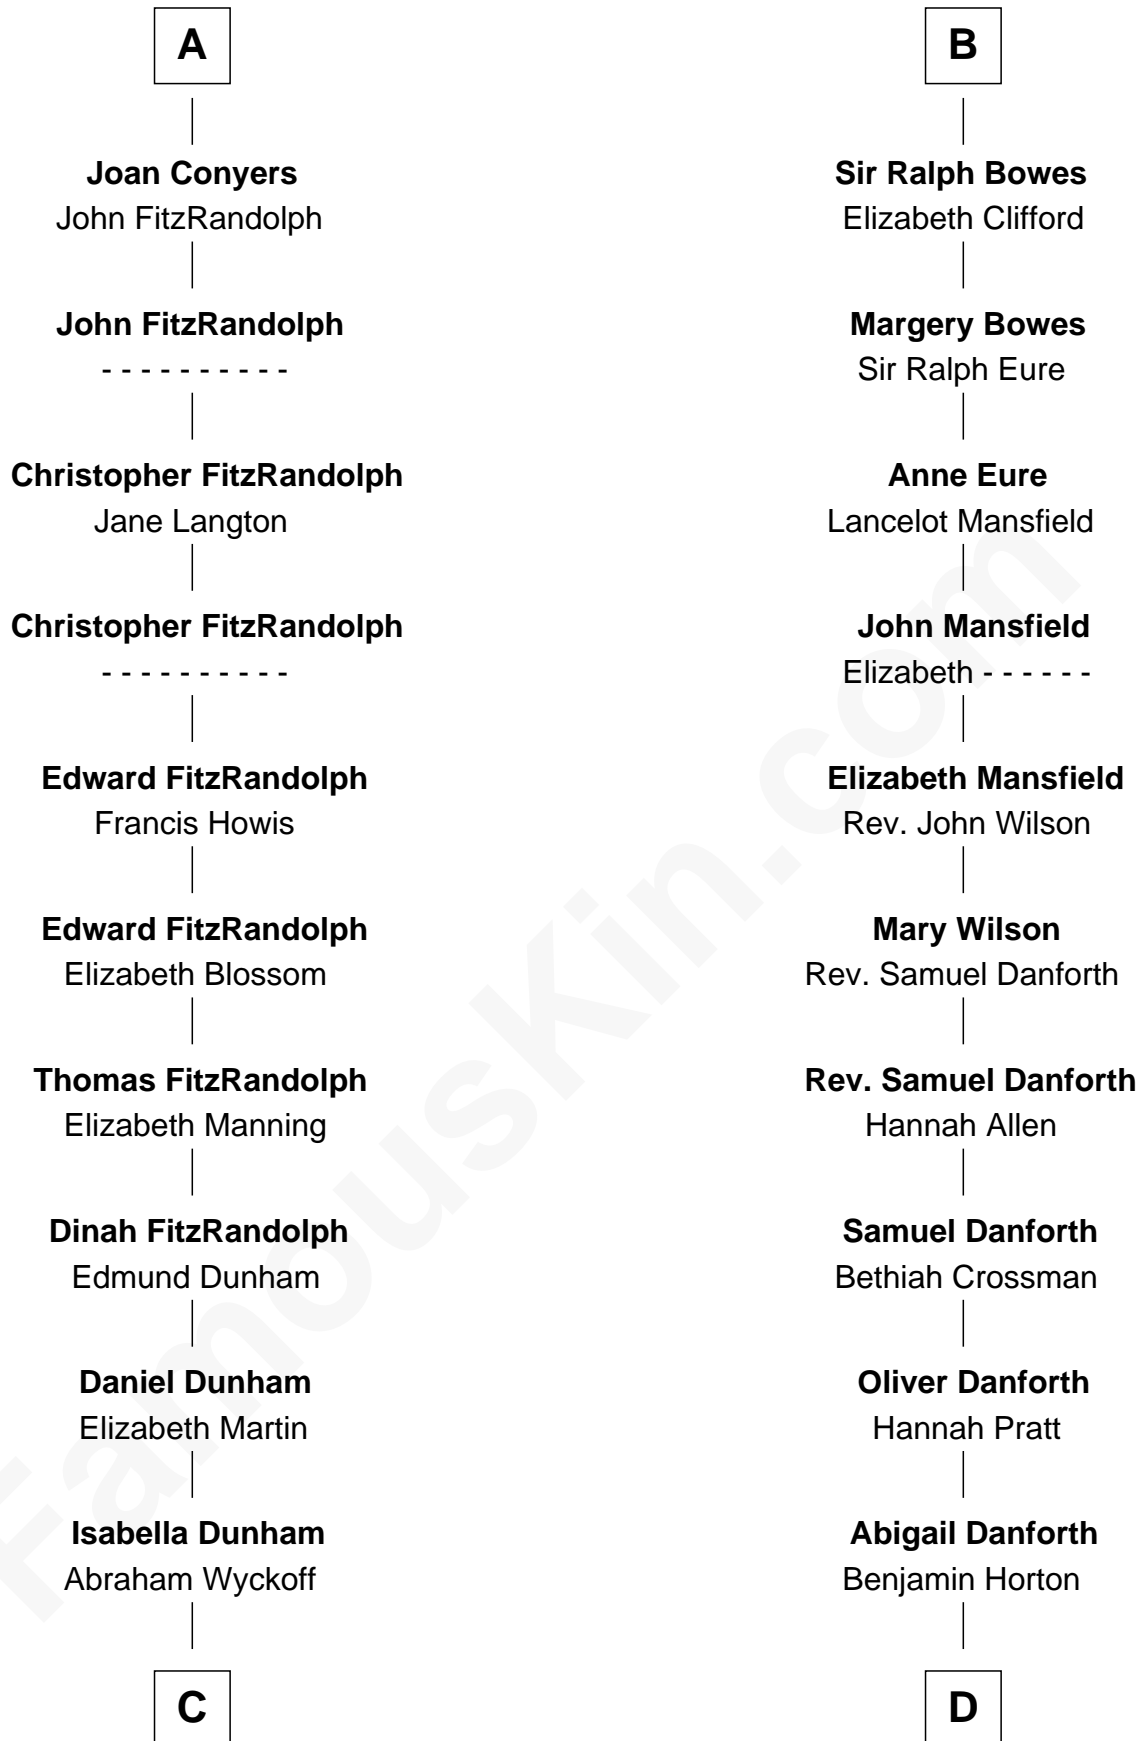 A
Joan Conyers
John FitzRandolph
John FitzRandolph
- - - - - - - - - -
Christopher FitzRandolph
Jane Langton
Christopher FitzRandolph
- - - - - - - - - -
Edward FitzRandolph
Francis Howis
Edward FitzRandolph
Elizabeth Blossom
Thomas FitzRandolph
Elizabeth Manning
Dinah FitzRandolph
Edmund Dunham
Daniel Dunham
Elizabeth Martin
Isabella Dunham
Abraham Wyckoff
C
B
Sir Ralph Bowes
Elizabeth Clifford
Margery Bowes
Sir Ralph Eure
Anne Eure
Lancelot Mansfield
John Mansfield
Elizabeth - - - - - -
Elizabeth Mansfield
Rev. John Wilson
Mary Wilson
Rev. Samuel Danforth
Rev. Samuel Danforth
Hannah Allen
Samuel Danforth
Bethiah Crossman
Oliver Danforth
Hannah Pratt
Abigail Danforth
Benjamin Horton
D
FamousKin.com